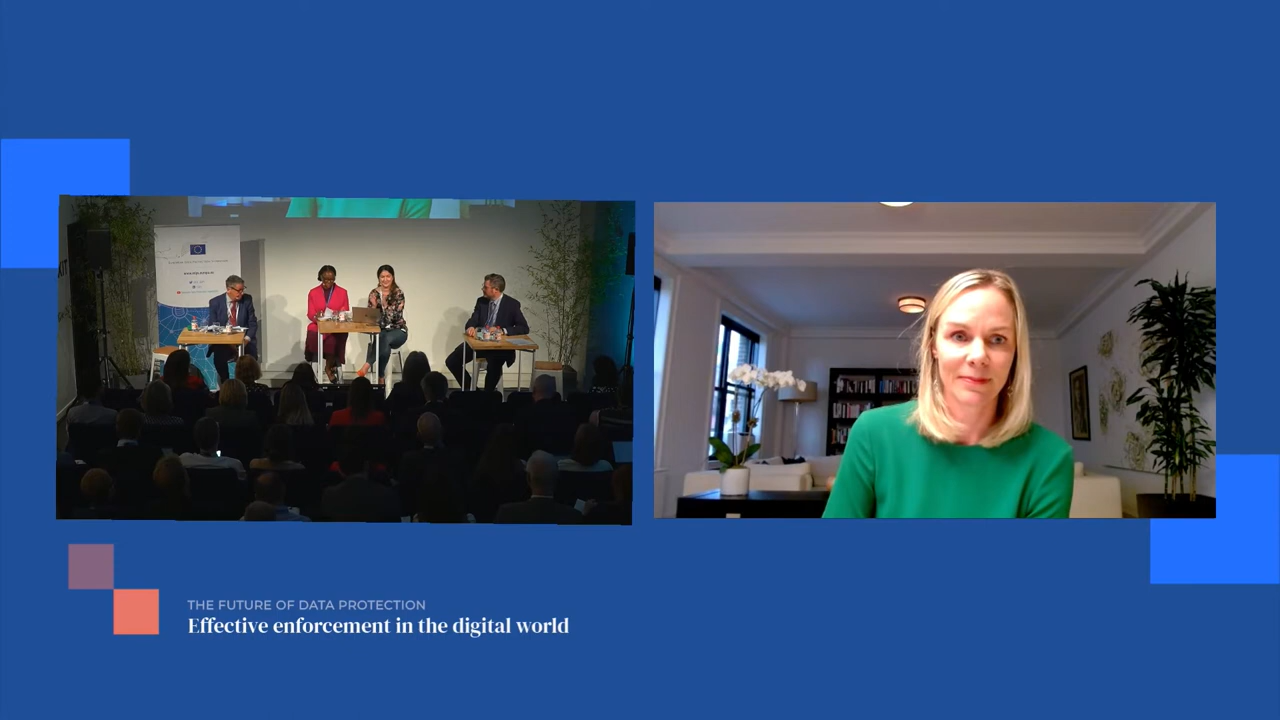 THE FUTURE OF DATA PROTECTION
Effective enforcement in the digital world